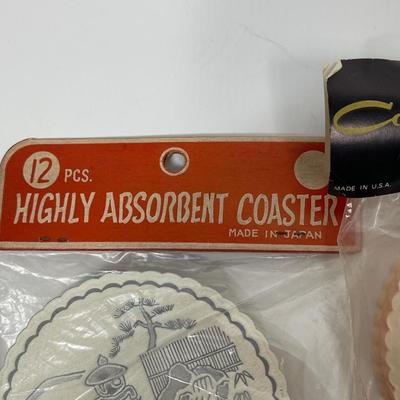 12 PCS.
HIGHLY ABSORBENT COASTER
MADE IN JAPAN
MADE IN U.S.A.